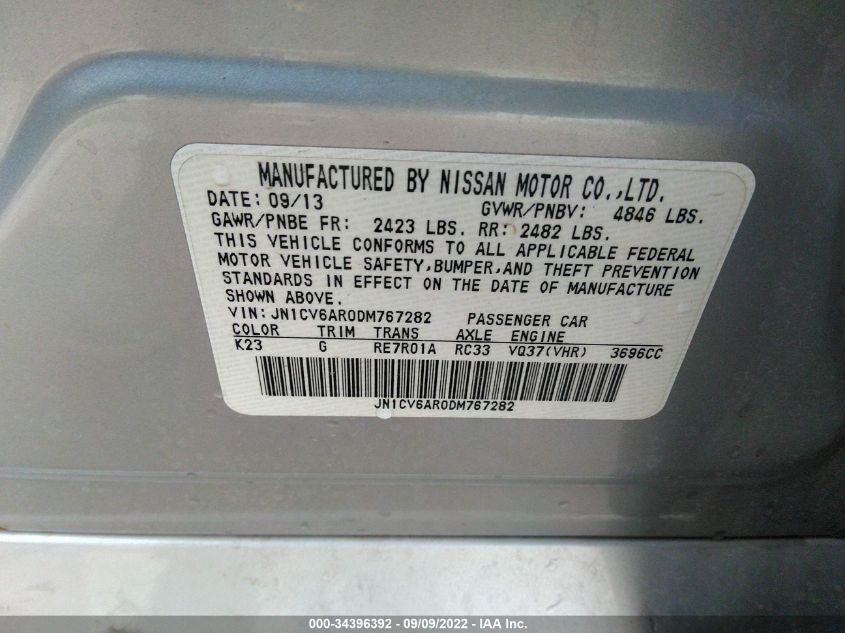 MANUFACTURED BY NISSAN MOTOR CO.,LTD.
DATE: 09/13 GVWR/PNBV: 4846 LBS.
GAWR/PNBE FR: 2423 LBS. RR: 2482 LBS.
THIS VEHICLE CONFORMS TO ALL APPLICABLE FEDERAL
MOTOR VEHICLE SAFETY,BUMPER,AND THEFT PREVENTION
STANDARDS IN EFFECT ON THE DATE OF MANUFACTURE
SHOWN ABOVE.
VIN: JN1CV6AR0DM767282 PASSENGER CAR
COLOR TRIM TRANS AXLE ENGINE
K23 G RE7R01A RC33 VQ37(VHR) 3696CC
JN1CV6AR0DM767282
000-34396392 - 09/09/2022 - IAA Inc.